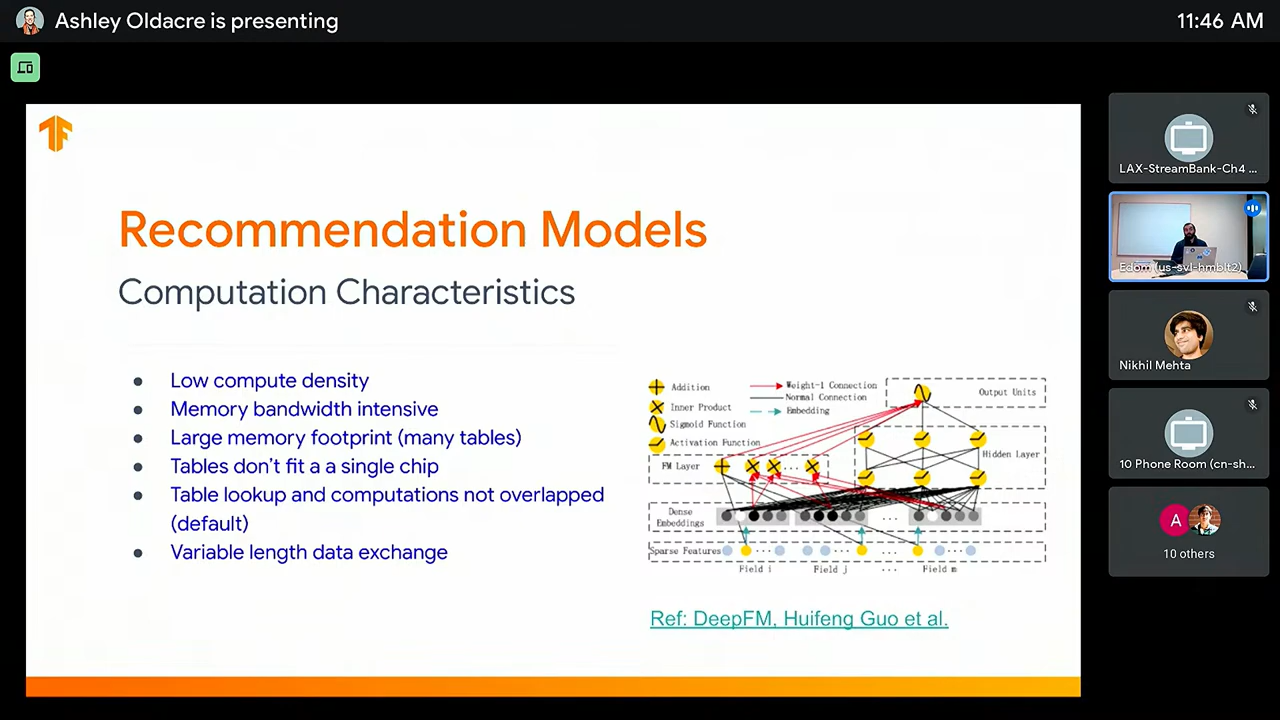 Ashley Oldacre is presenting
11:46 AM
Recommendation Models
Computation Characteristics
Low compute density
Memory bandwidth intensive
Large memory footprint (many tables)
Tables don't fit a a single chip
Table lookup and computations not overlapped
(default)
Variable length data exchange
Addition
Inner Product
Sigmoid Function
Activation Function
Weight-1 Connection
Normal Connection
Embedding
Output Units
Hidden Layer
FM Layer
Dense
Embeddings
Sparse Features
Field i
Field j
...
Field m
Ref: DeepFM, Huifeng Guo et al.
LAX-StreamBank-Ch4 ...
Edom (us-svl-hmblt2)
Nikhil Mehta
10 Phone Room (cn-sh...
A
10 others